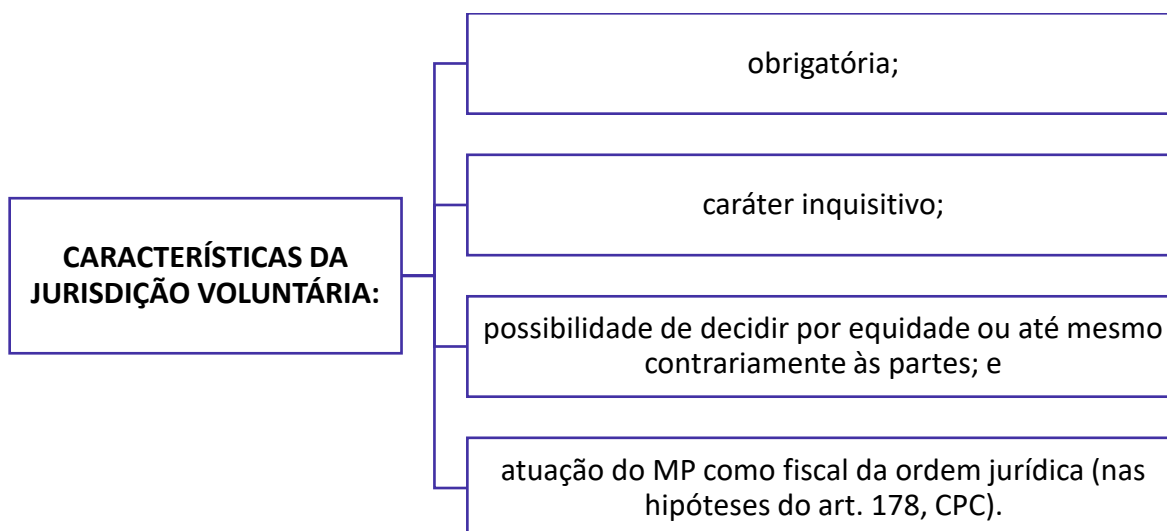 CARACTERÍSTICAS DA
JURISDIÇÃO VOLUNTÁRIA:
obrigatória;
caráter inquisitivo;
possibilidade de decidir por equidade ou até mesmo
contrariamente às partes; e
atuação do MP como fiscal da ordem jurídica (nas
hipóteses do art. 178, CPC).